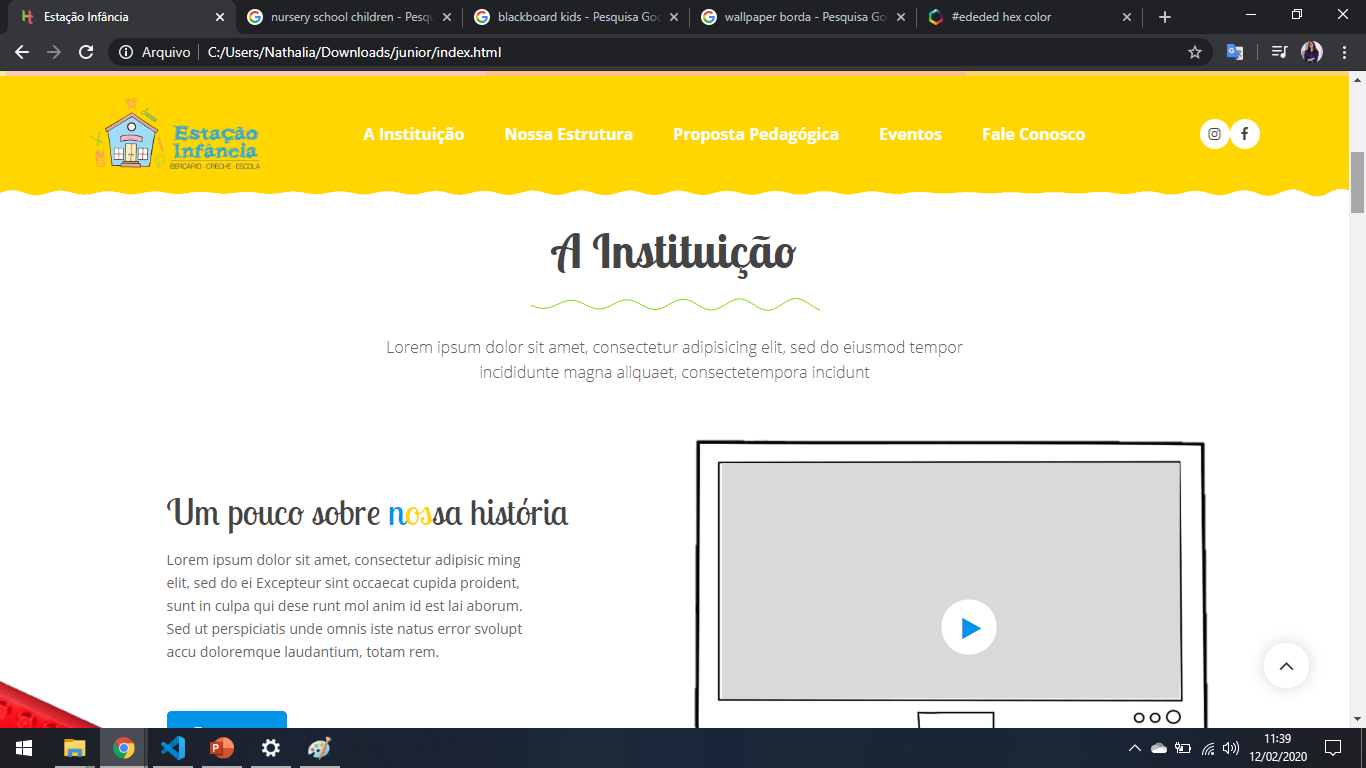 Estação Infância
nursery school children - Pesqu
blackboard kids - Pesquisa Goo
wallpaper borda - Pesquisa Go
#ededed hex color
Arquivo
C:/Users/Nathalia/Downloads/junior/index.html
Estação
Infância
BERÇÁRIO - CRECHE - ESCOLA
A Instituição
Nossa Estrutura
Proposta Pedagógica
Eventos
Fale Conosco
A Instituição
Lorem ipsum dolor sit amet, consectetur adipisicing elit, sed do eiusmod tempor
incididunte magna aliquaet, consectetempora incidunt
Um pouco sobre nossa história
Lorem ipsum dolor sit amet, consectetur adipisic ming
elit, sed do ei Excepteur sint occaecat cupida proident,
sunt in culpa qui dese runt mol anim id est lai aborum.
Sed ut perspiciatis unde omnis iste natus error svolupt
accu doloremque laudantium, totam rem.
11:39
12/02/2020